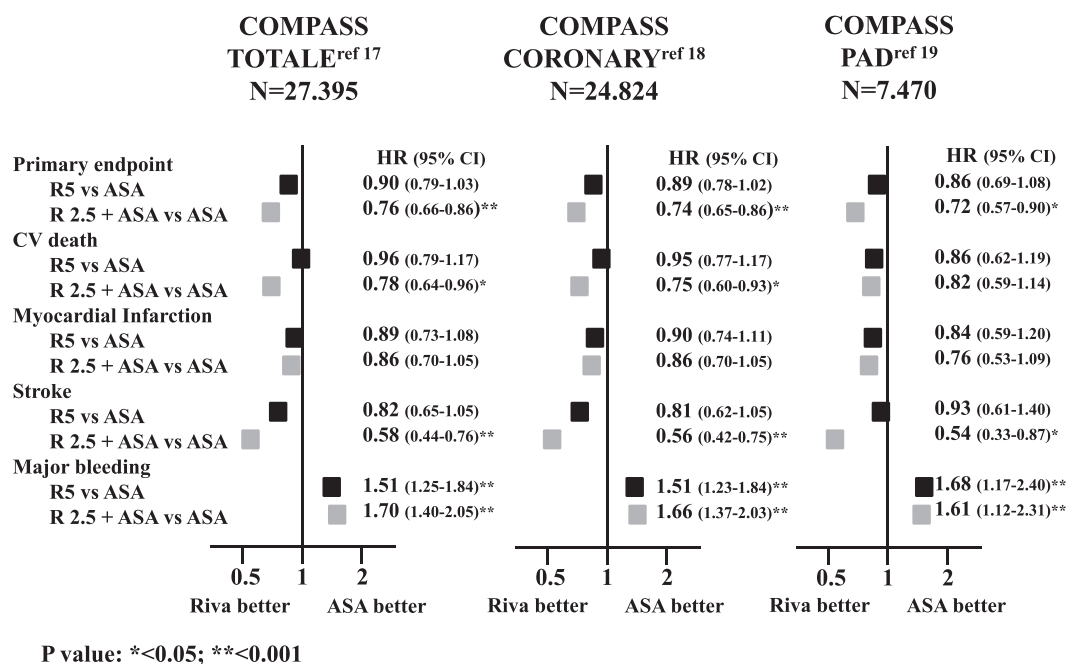 COMPASS COMPASS COMPASS
TOTALE ref 17 CORONARY ref 18 PAD ref 19
N=27.395 N=24.824 N=7.470
HR (95% CI) HR (95% CI) HR (95% CI)
Primary endpoint
R5 vs ASA 0.90 (0.79-1.03) 0.89 (0.78-1.02) 0.86 (0.69-1.08)
R 2.5 + ASA vs ASA 0.76 (0.66-0.86)** 0.74 (0.65-0.86)** 0.72 (0.57-0.90)*
CV death
R5 vs ASA 0.96 (0.79-1.17) 0.95 (0.77-1.17) 0.86 (0.62-1.19)
R 2.5 + ASA vs ASA 0.78 (0.64-0.96)* 0.75 (0.60-0.93)* 0.82 (0.59-1.14)
Myocardial Infarction
R5 vs ASA 0.89 (0.73-1.08) 0.90 (0.74-1.11) 0.84 (0.59-1.20)
R 2.5 + ASA vs ASA 0.86 (0.70-1.05) 0.86 (0.70-1.05) 0.76 (0.53-1.09)
Stroke
R5 vs ASA 0.82 (0.65-1.05) 0.81 (0.62-1.05) 0.93 (0.61-1.40)
R 2.5 + ASA vs ASA 0.58 (0.44-0.76)** 0.56 (0.42-0.75)** 0.54 (0.33-0.87)*
Major bleeding
R5 vs ASA 1.51 (1.25-1.84)** 1.51 (1.23-1.84)** 1.68 (1.17-2.40)**
R 2.5 + ASA vs ASA 1.70 (1.40-2.05)** 1.66 (1.37-2.03)** 1.61 (1.12-2.31)**
0.5 1 2 0.5 1 2 0.5 1 2
Riva better ASA better Riva better ASA better Riva better ASA better
P value: *<0.05; **<0.001